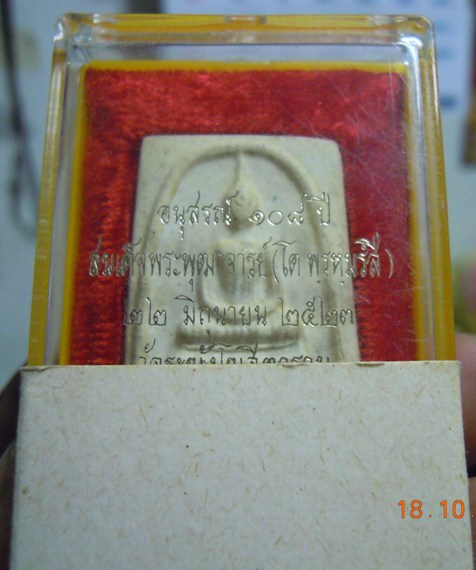 อนุสรณ์ ๑๐๘ ปี
สมเด็จพระพุฒาจารย์ (โต พรหฺมรํสี)
๒๒ มิถุนายน ๒๕๒๓
18.10.